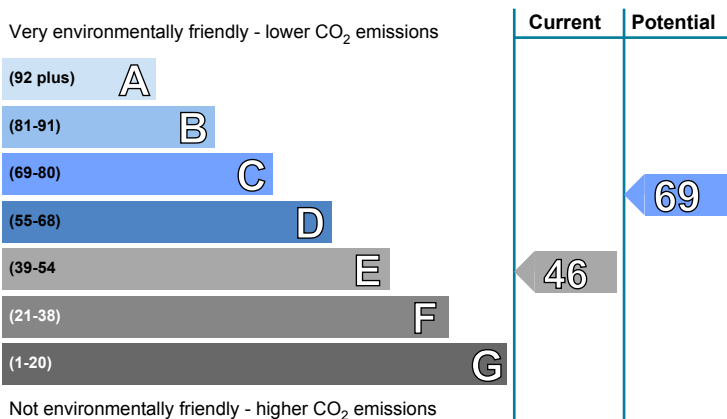 Very environmentally friendly - lower CO2 emissions
Current
Potential
(92 plus) A
(81-91) B
(69-80) C
69
(55-68) D
(39-54 E
46
(21-38) F
(1-20) G
Not environmentally friendly - higher CO2 emissions